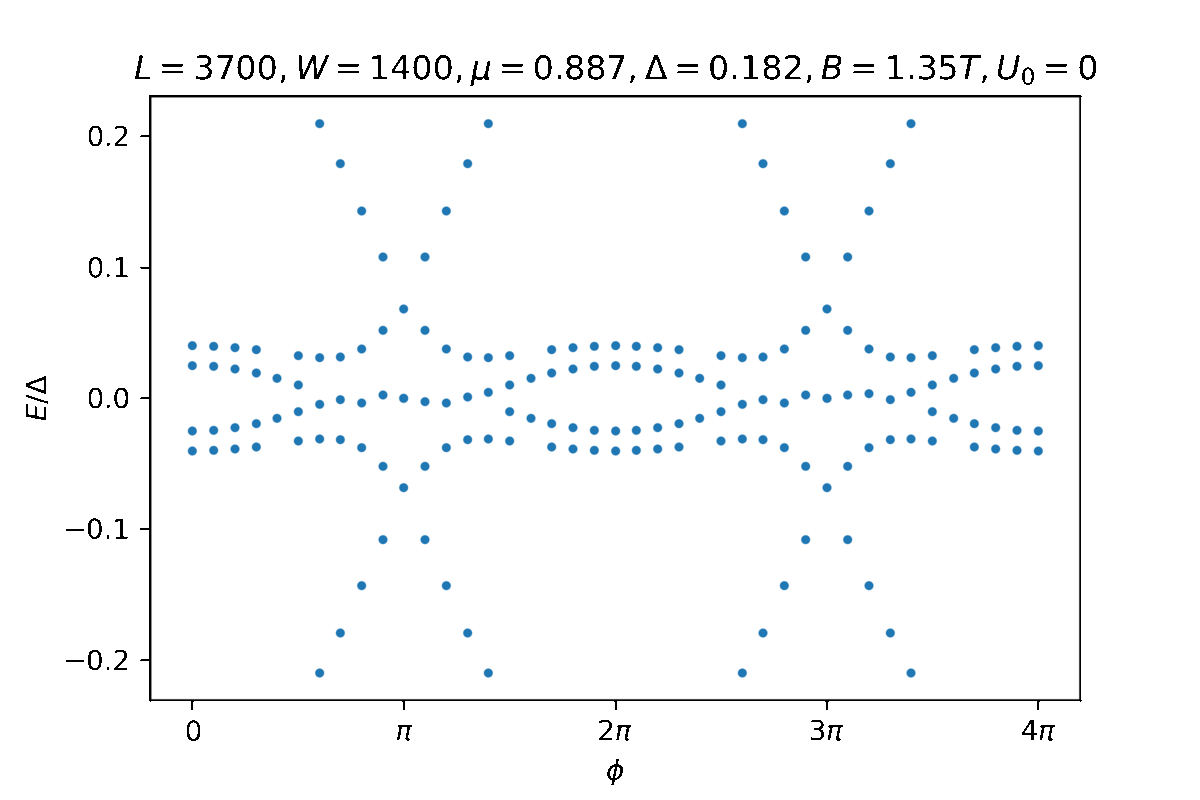 L = 3700, W = 1400, μ = 0.887, Δ = 0.182, B = 1.35T, U₀ = 0
E/Δ
0.2
0.1
0.0
−0.1
−0.2
0 π 2π 3π 4π
ϕ